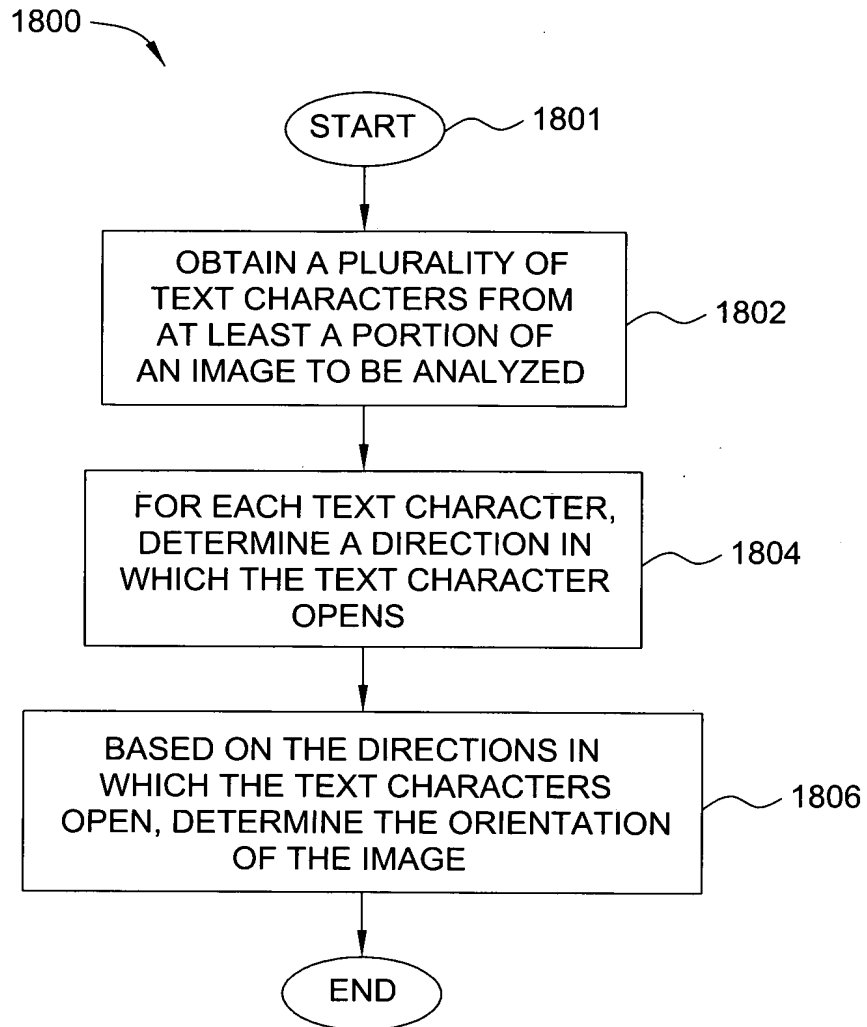 1800
START
1801
OBTAIN A PLURALITY OF
TEXT CHARACTERS FROM
AT LEAST A PORTION OF
AN IMAGE TO BE ANALYZED
1802
FOR EACH TEXT CHARACTER,
DETERMINE A DIRECTION IN
WHICH THE TEXT CHARACTER
OPENS
1804
BASED ON THE DIRECTIONS IN
WHICH THE TEXT CHARACTERS
OPEN, DETERMINE THE ORIENTATION
OF THE IMAGE
1806
END